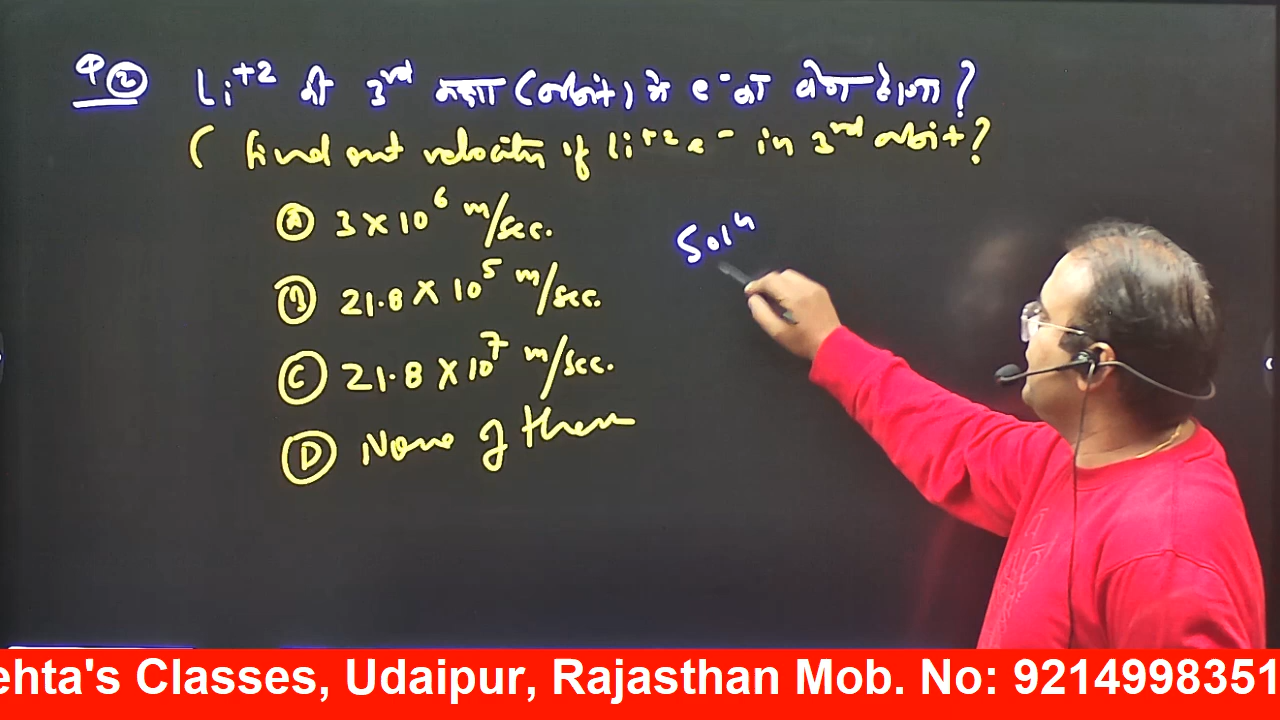 Q② Li⁺² की 3ʳᵈ कक्षा (orbit) में e⁻ का वेग होगा?
( find out velocity of Li⁺² e⁻ in 3ʳᵈ orbit?
Ⓐ 3 × 10⁶ m/sec.
Ⓑ 21.8 × 10⁵ m/sec.
Ⓒ 21.8 × 10⁷ m/sec.
Ⓓ None of them
Solⁿ
ehta's Classes, Udaipur, Rajasthan Mob. No: 9214998351